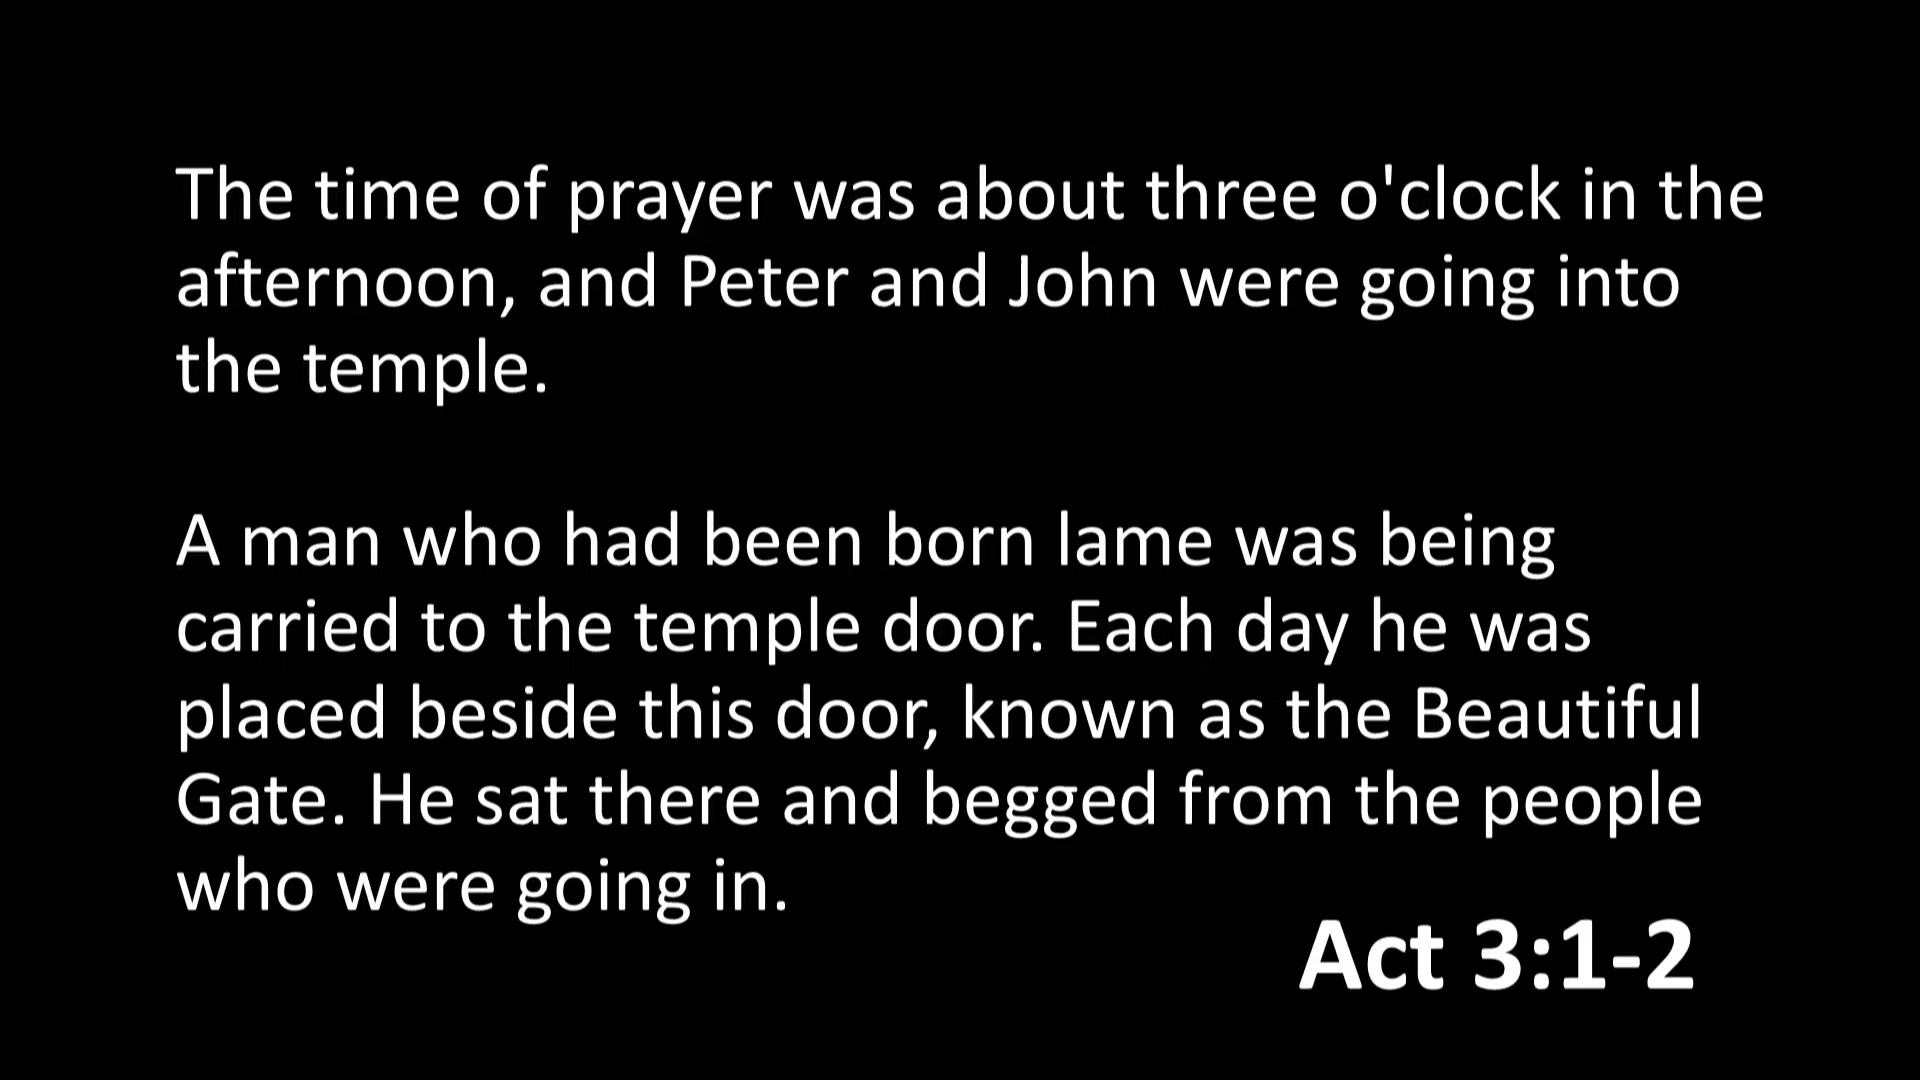 The time of prayer was about three o'clock in the
afternoon, and Peter and John were going into
the temple.
A man who had been born lame was being
carried to the temple door. Each day he was
placed beside this door, known as the Beautiful
Gate. He sat there and begged from the people
who were going in.
Act 3:1-2